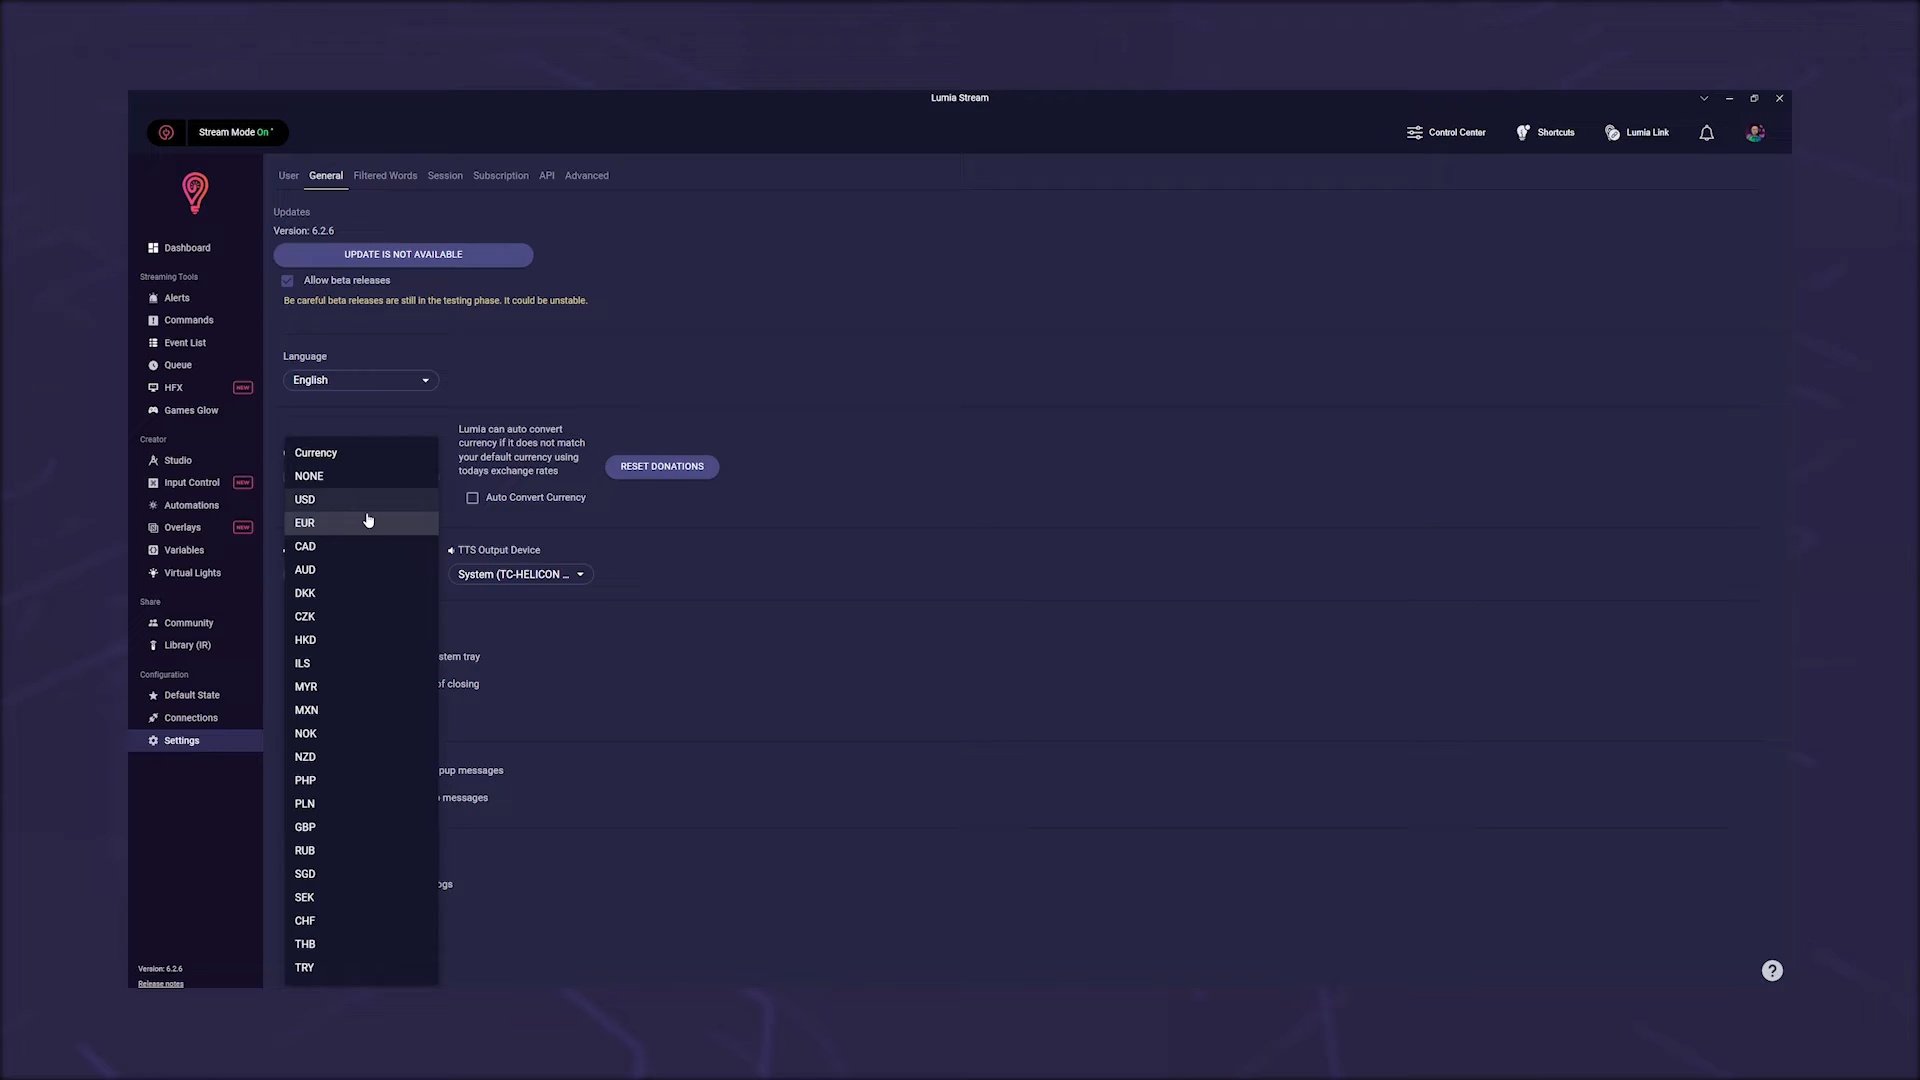 Lumia Stream
Stream Mode On
Control Center
Shortcuts
Lumia Link
User
General
Filtered Words
Session
Subscription
API
Advanced
Dashboard
Streaming Tools
Alerts
Commands
Event List
Queue
HFX
NEW
Games Glow
Creator
Studio
Input Control
NEW
Automations
Overlays
NEW
Variables
Virtual Lights
Share
Community
Library (IR)
Configuration
Default State
Connections
Settings
Version: 6.2.6
Release notes
Updates
Version: 6.2.6
UPDATE IS NOT AVAILABLE
Allow beta releases
Be careful beta releases are still in the testing phase. It could be unstable.
Language
English
Currency
NONE
USD
EUR
CAD
AUD
DKK
CZK
HKD
ILS
MYR
MXN
NOK
NZD
PHP
PLN
GBP
RUB
SGD
SEK
CHF
THB
TRY
Lumia can auto convert
currency if it does not match
your default currency using
todays exchange rates
Auto Convert Currency
RESET DONATIONS
TTS Output Device
System (TC-HELICON ...
stem tray
of closing
pup messages
messages
ogs
?